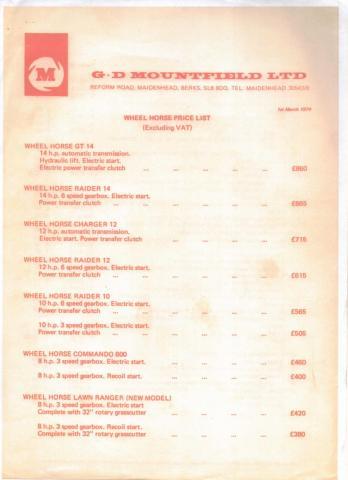 M
G·D MOUNTFIELD LTD
REFORM ROAD, MAIDENHEAD, BERKS. SL6 8DQ. TEL: MAIDENHEAD
1st March 1974
WHEEL HORSE PRICE LIST
(Excluding VAT)
WHEEL HORSE GT 14
14 h.p. automatic transmission.
Hydraulic lift. Electric start.
Electric power transfer clutch ... ... ... ... £860
WHEEL HORSE RAIDER 14
14 h.p. 6 speed gearbox. Electric start.
Power transfer clutch ... ... ... ... ...
WHEEL HORSE CHARGER 12
12 h.p. automatic transmission.
Electric start. Power transfer clutch ... ... ... ... £715
WHEEL HORSE RAIDER 12
12 h.p. 6 speed gearbox. Electric start.
Power transfer clutch ... ... ... ... ... £615
WHEEL HORSE RAIDER 10
10 h.p. 6 speed gearbox. Electric start.
Power transfer clutch ... ... ... ... ... £565
10 h.p. 3 speed gearbox. Electric start.
Power transfer clutch ... ... ... ... ... £505
WHEEL HORSE COMMANDO 800
8 h.p. 3 speed gearbox. Electric start. ... ... ... £460
8 h.p. 3 speed gearbox. Recoil start. ... ... ... £400
WHEEL HORSE LAWN RANGER (NEW MODEL)
8 h.p. 3 speed gearbox. Electric start
Complete with 32" rotary grasscutter ... ... ... £420
8 h.p. 3 speed gearbox. Recoil start.
Complete with 32" rotary grasscutter ... ... ... £380